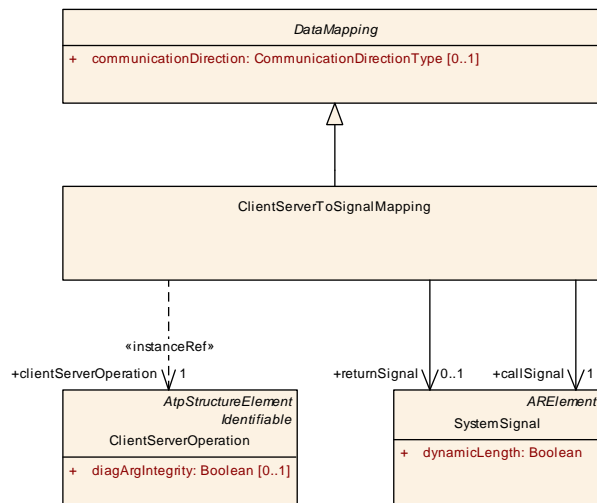 DataMapping
+ communicationDirection: CommunicationDirectionType [0..1]
ClientServerToSignalMapping
«instanceRef»
+clientServerOperation 1
+returnSignal 0..1
+callSignal 1
AtpStructureElement
Identifiable
ClientServerOperation
+ diagArgIntegrity: Boolean [0..1]
ARElement
SystemSignal
+ dynamicLength: Boolean